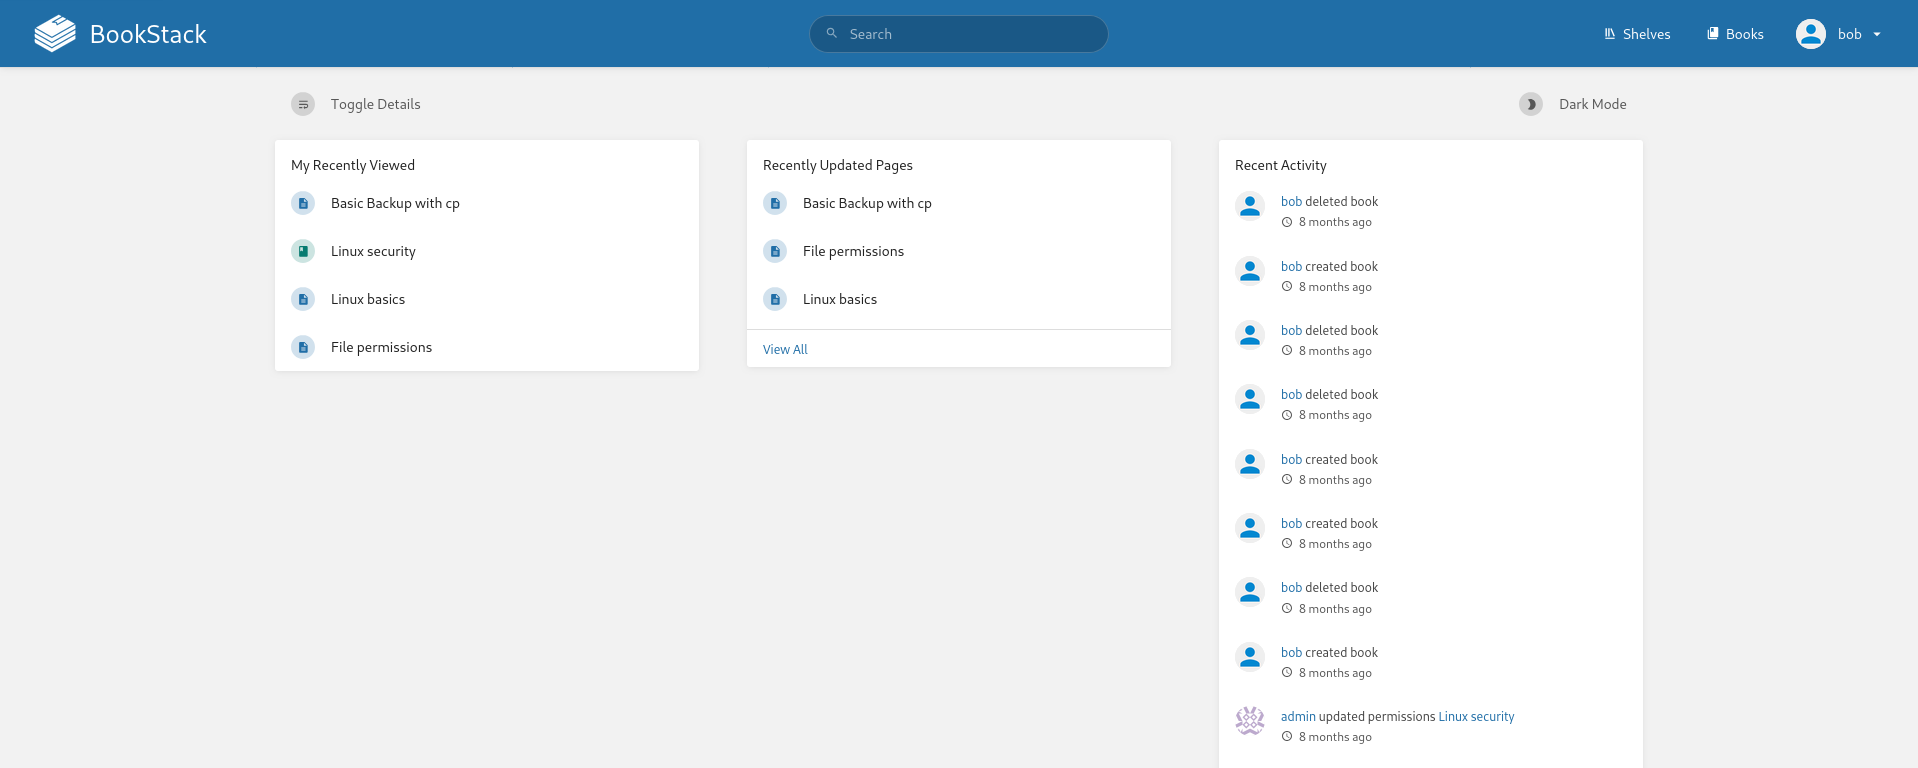 BookStack
Search
Shelves
Books
bob
Toggle Details
Dark Mode
My Recently Viewed
Basic Backup with cp
Linux security
Linux basics
File permissions
Recently Updated Pages
Basic Backup with cp
File permissions
Linux basics
View All
Recent Activity
bob deleted book
8 months ago
bob created book
8 months ago
bob deleted book
8 months ago
bob deleted book
8 months ago
bob created book
8 months ago
bob created book
8 months ago
bob deleted book
8 months ago
bob created book
8 months ago
admin updated permissions Linux security
8 months ago